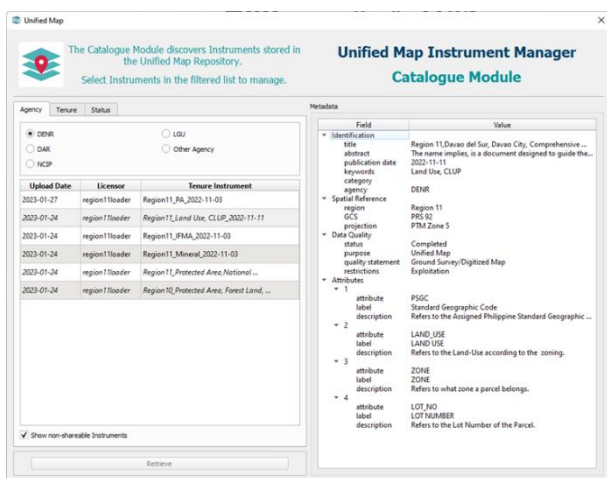 Unified Map
The Catalogue Module discovers Instruments stored in
the Unified Map Repository.
Select Instruments in the filtered list to manage.
Unified Map Instrument Manager
Catalogue Module
Agency Tenure Status
DENR LGU
DAR Other Agency
NCIP
Upload Date Licensor Tenure Instrument
2023-01-27 region11loader Region11_PA_2022-11-03
2023-01-24 region11loader Region11_Land Use, CLUP_2022-11-11
2023-01-24 region11loader Region11_IFMA_2022-11-03
2023-01-24 region11loader Region11_Mineral_2022-11-03
2023-01-24 region11loader Region11_Protected Area,National ...
2023-01-24 region11loader Region10_Protected Area, Forest Land, ...
Show non-shareable Instruments
Retrieve
Metadata
Field Value
Identification
title Region 11,Davao del Sur, Davao City, Comprehensive ...
abstract The name implies, is a document designed to guide the...
publication date 2022-11-11
keywords Land Use, CLUP
category
agency DENR
Spatial Reference
region Region 11
GCS PRS 92
projection PTM Zone 5
Data Quality
status Completed
purpose Unified Map
quality statement Ground Survey/Digitized Map
restrictions Exploitation
Attributes
1
attribute PSGC
label Standard Geographic Code
description Refers to the Assigned Philippine Standard Geographic ...
2
attribute LAND_USE
label LAND USE
description Refers to the Land-Use according to the zoning.
3
attribute ZONE
label ZONE
description Refers to what zone a parcel belongs.
4
attribute LOT_NO
label LOT NUMBER
description Refers to the Lot Number of the Parcel.